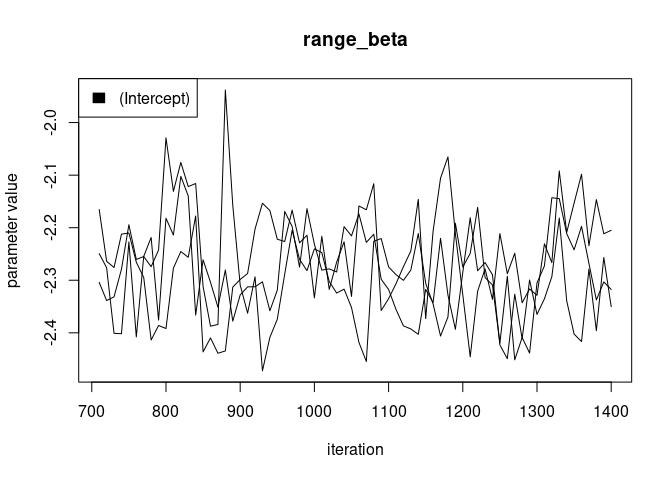 range_beta
(Intercept)
parameter value
-2.0
-2.1
-2.2
-2.3
-2.4
700 800 900 1000 1100 1200 1300 1400
iteration